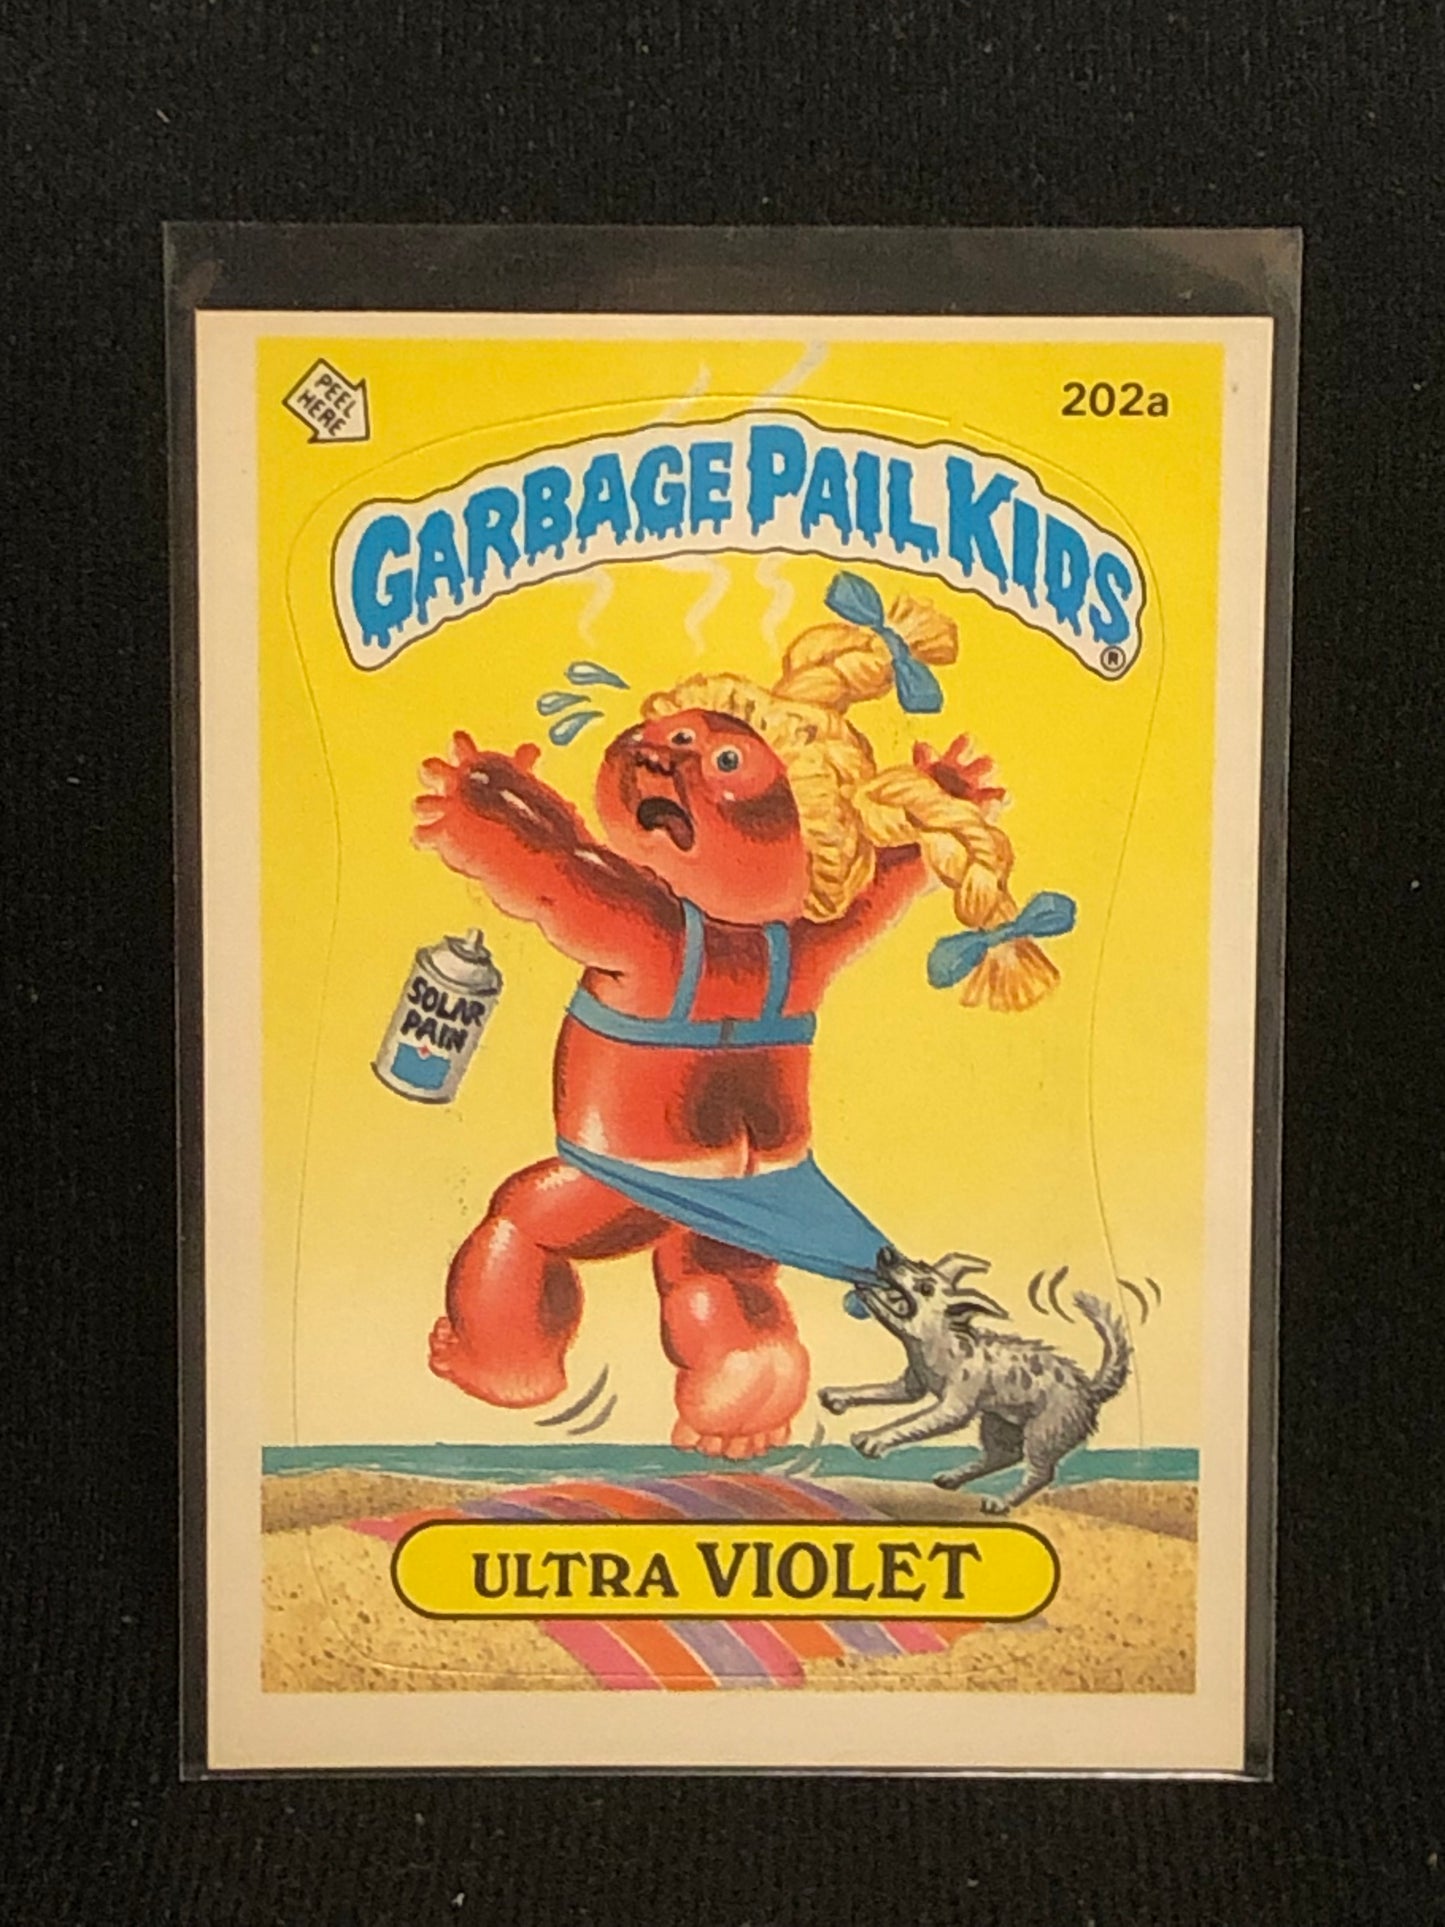 PEEL
HERE
202a
GARBAGE PAIL KIDS
®
SOLAR
PAIN
ULTRA VIOLET